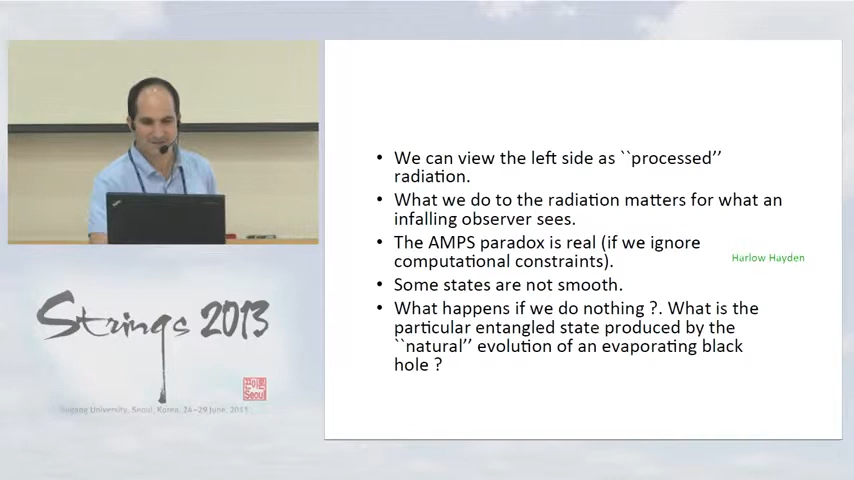 • We can view the left side as ``processed’’
radiation.
• What we do to the radiation matters for what an
infalling observer sees.
• The AMPS paradox is real (if we ignore
computational constraints).
Harlow Hayden
• Some states are not smooth.
• What happens if we do nothing ?. What is the
particular entangled state produced by the
``natural’’ evolution of an evaporating black
hole ?
Strings 2013
Seoul
University, Seoul, Korea, 24-29 June, 2013